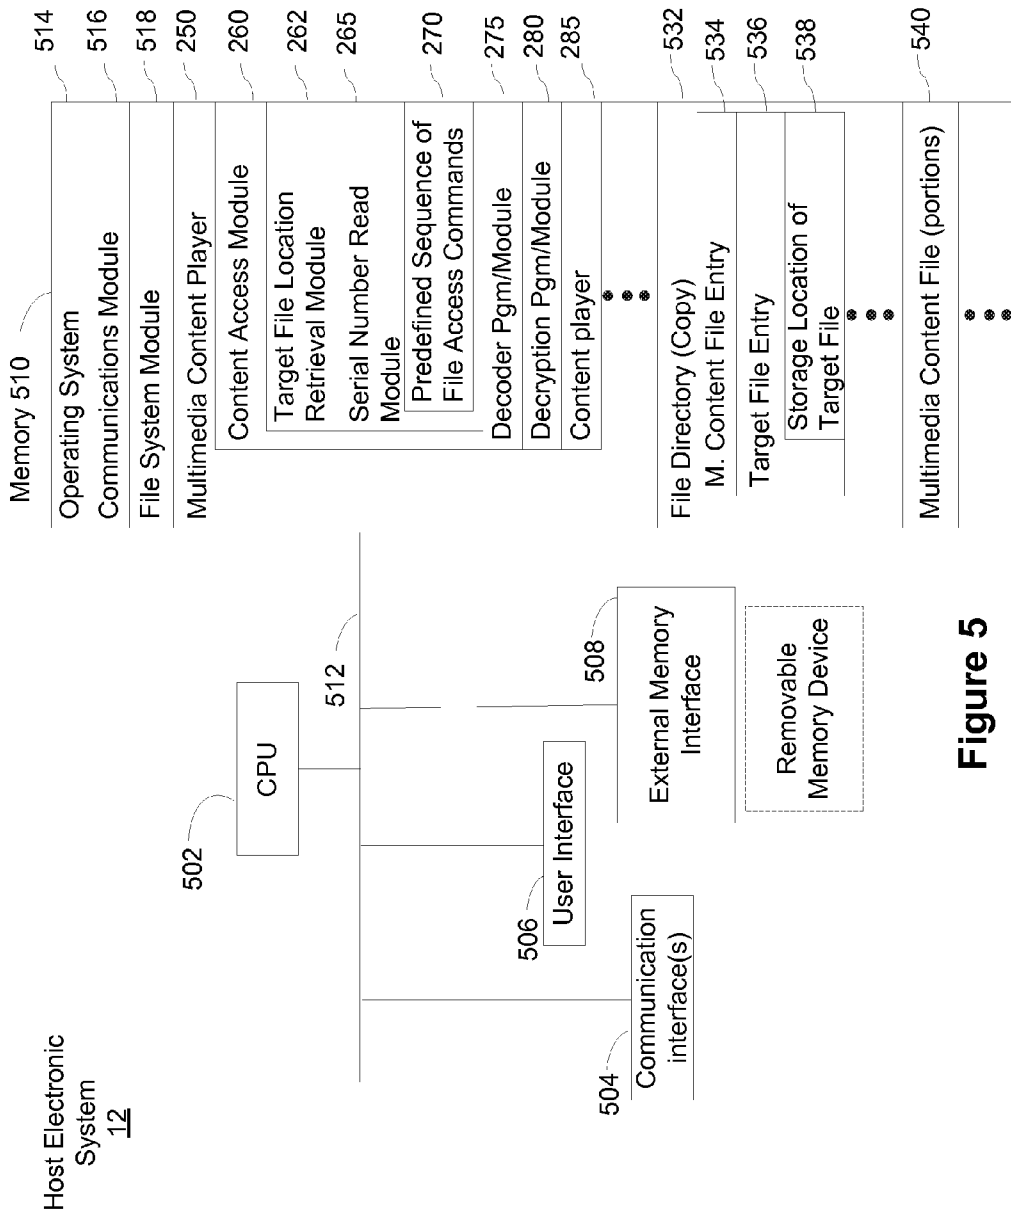 Host Electronic
System
12
502
CPU
512
504
Communication
interface(s)
506
User Interface
508
External Memory
Interface
Removable
Memory Device
Memory 510
Operating System
514
Communications Module
516
File System Module
518
Multimedia Content Player
250
Content Access Module
260
Target File Location
Retrieval Module
262
Serial Number Read
Module
265
Predefined Sequence of
File Access Commands
270
Decoder Pgm/Module
275
Decryption Pgm/Module
280
Content player
285
File Directory (Copy)
532
M. Content File Entry
534
Target File Entry
536
Storage Location of
Target File
538
Multimedia Content File (portions)
540
Figure 5